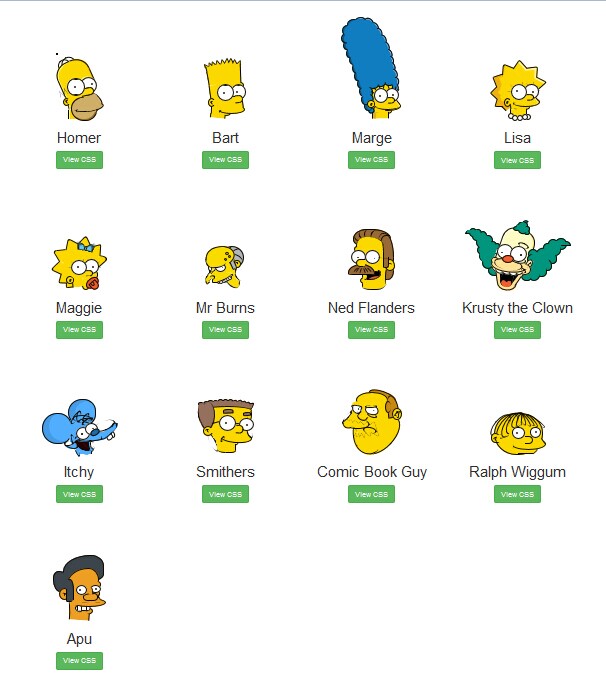 Homer Bart Marge Lisa
View CSS View CSS View CSS View CSS
Maggie Mr Burns Ned Flanders Krusty the Clown
View CSS View CSS View CSS View CSS
Itchy Smithers Comic Book Guy Ralph Wiggum
View CSS View CSS View CSS View CSS
Apu
View CSS